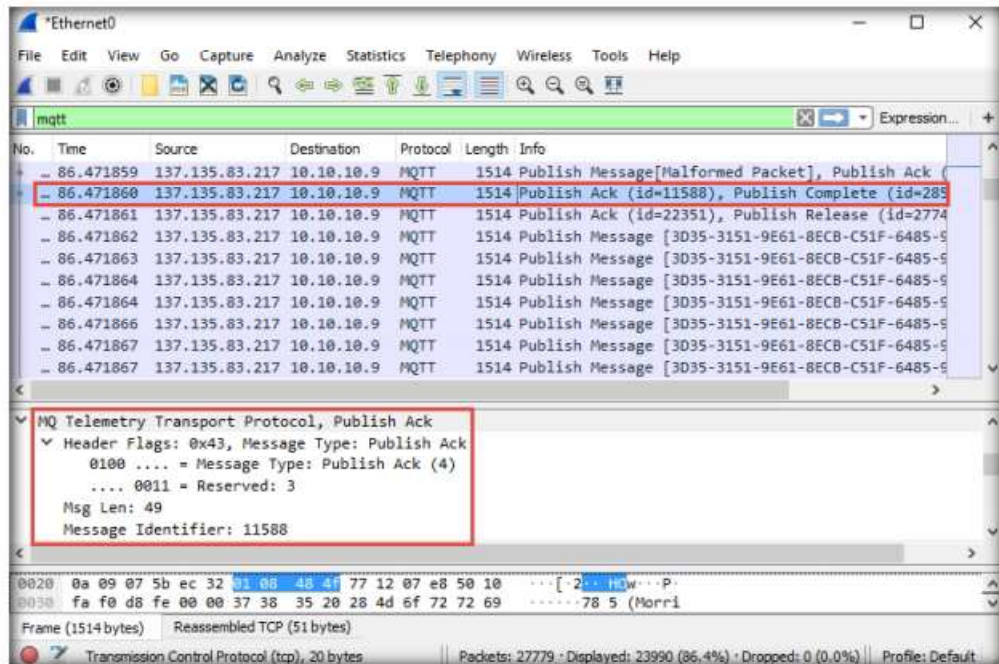 *Ethernet0
File Edit View Go Capture Analyze Statistics Telephony Wireless Tools Help
mqtt Expression... +
No. Time Source Destination Protocol Length Info
86.471859 137.135.83.217 10.10.10.9 MQTT 1514 Publish Message[Malformed Packet], Publish Ack (
86.471860 137.135.83.217 10.10.10.9 MQTT 1514 Publish Ack (id=11588), Publish Complete (id=285
86.471861 137.135.83.217 10.10.10.9 MQTT 1514 Publish Ack (id=22351), Publish Release (id=2774
86.471862 137.135.83.217 10.10.10.9 MQTT 1514 Publish Message [3D35-3151-9E61-8ECB-C51F-6485-9
86.471863 137.135.83.217 10.10.10.9 MQTT 1514 Publish Message [3D35-3151-9E61-8ECB-C51F-6485-9
86.471864 137.135.83.217 10.10.10.9 MQTT 1514 Publish Message [3D35-3151-9E61-8ECB-C51F-6485-9
86.471864 137.135.83.217 10.10.10.9 MQTT 1514 Publish Message [3D35-3151-9E61-8ECB-C51F-6485-9
86.471866 137.135.83.217 10.10.10.9 MQTT 1514 Publish Message [3D35-3151-9E61-8ECB-C51F-6485-9
86.471867 137.135.83.217 10.10.10.9 MQTT 1514 Publish Message [3D35-3151-9E61-8ECB-C51F-6485-9
86.471867 137.135.83.217 10.10.10.9 MQTT 1514 Publish Message [3D35-3151-9E61-8ECB-C51F-6485-9
MQ Telemetry Transport Protocol, Publish Ack
Header Flags: 0x43, Message Type: Publish Ack
0100 .... = Message Type: Publish Ack (4)
.... 0011 = Reserved: 3
Msg Len: 49
Message Identifier: 11588
0020 0a 09 07 5b ec 32 01 08 48 4f 77 12 07 e8 50 10 ···[·2·· HOw···P·
0030 fa f0 d8 fe 00 00 37 38 35 20 28 4d 6f 72 72 69 ······78 5 (Morri
Frame (1514 bytes) Reassembled TCP (51 bytes)
Transmission Control Protocol (tcp), 20 bytes Packets: 27779 · Displayed: 23990 (86.4%) · Dropped: 0 (0.0%) Profile: Default